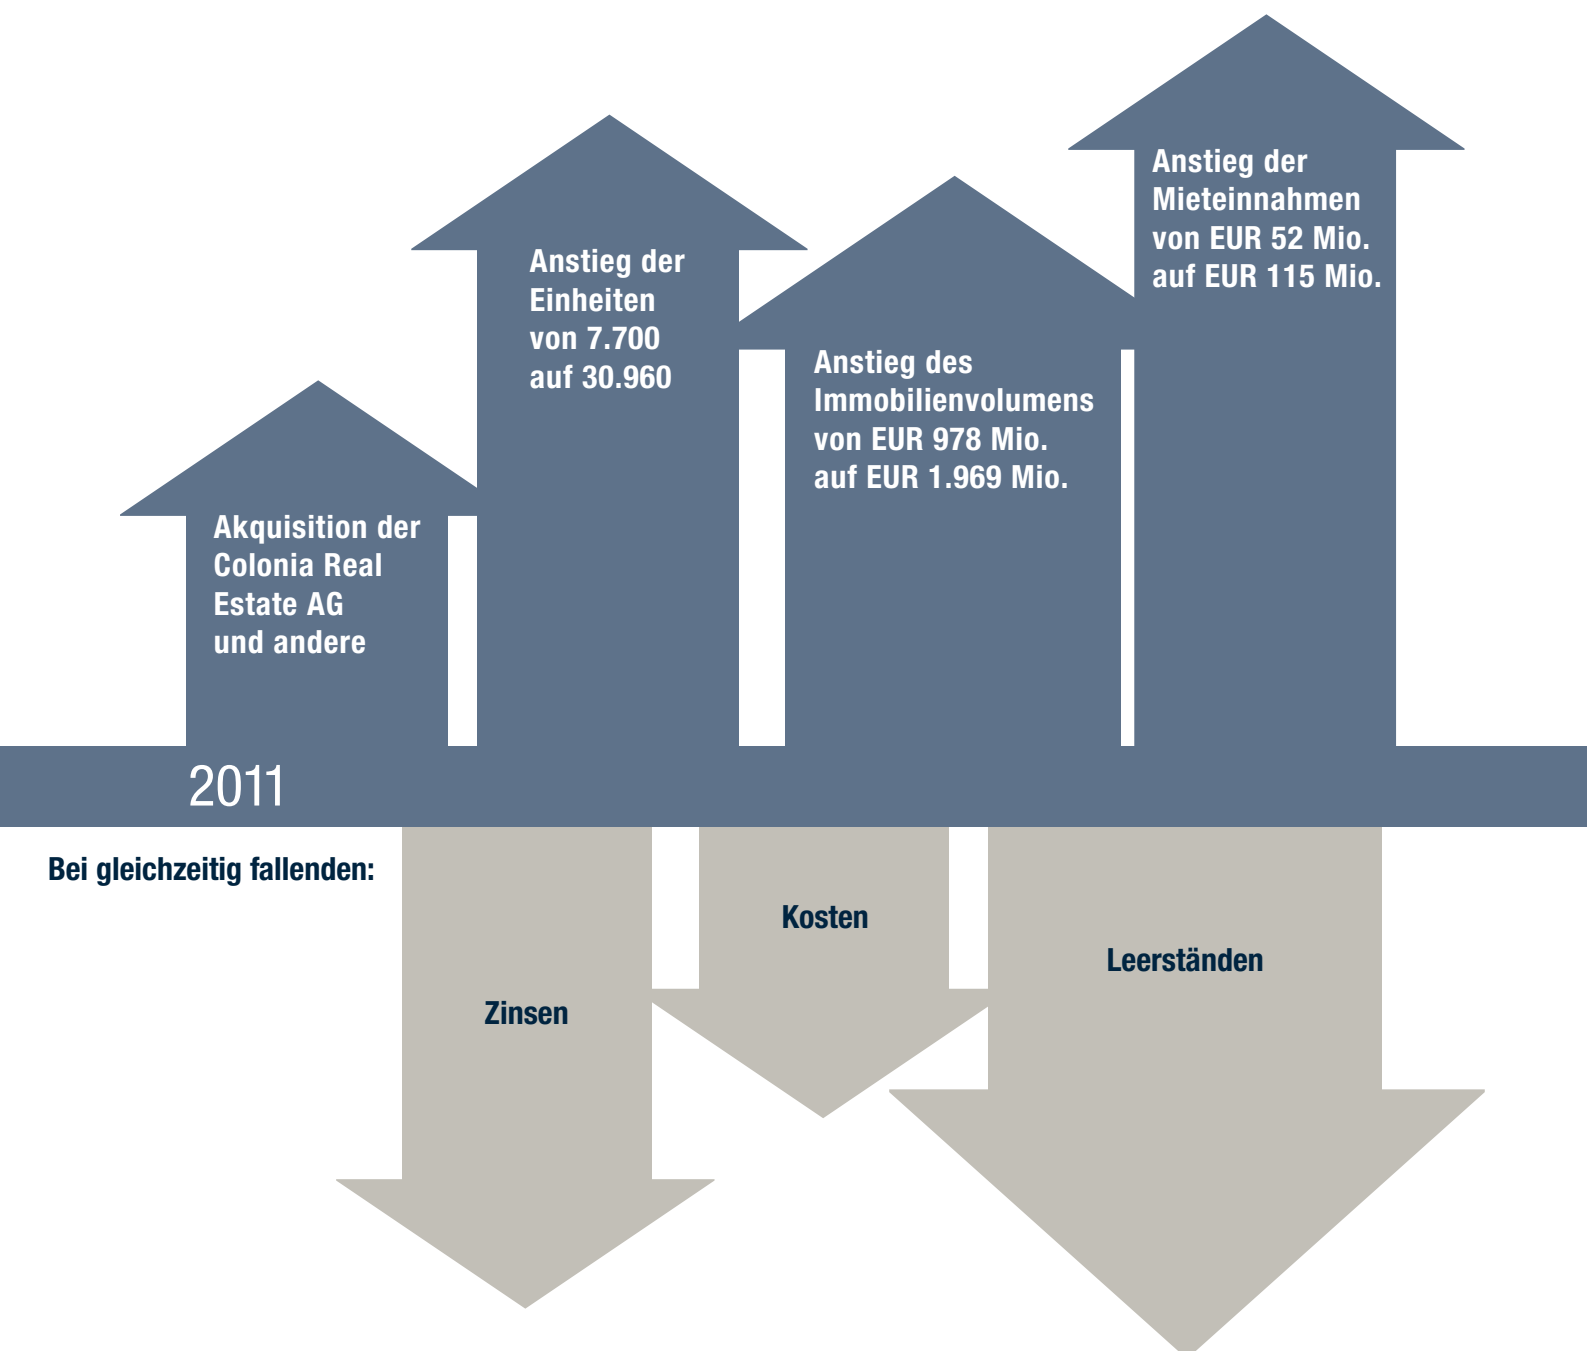 Akquisition der
Colonia Real
Estate AG
und andere
Anstieg der
Einheiten
von 7.700
auf 30.960
Anstieg des
Immobilienvolumens
von EUR 978 Mio.
auf EUR 1.969 Mio.
Anstieg der
Mieteinnahmen
von EUR 52 Mio.
auf EUR 115 Mio.
2011
Bei gleichzeitig fallenden:
Zinsen
Kosten
Leerständen